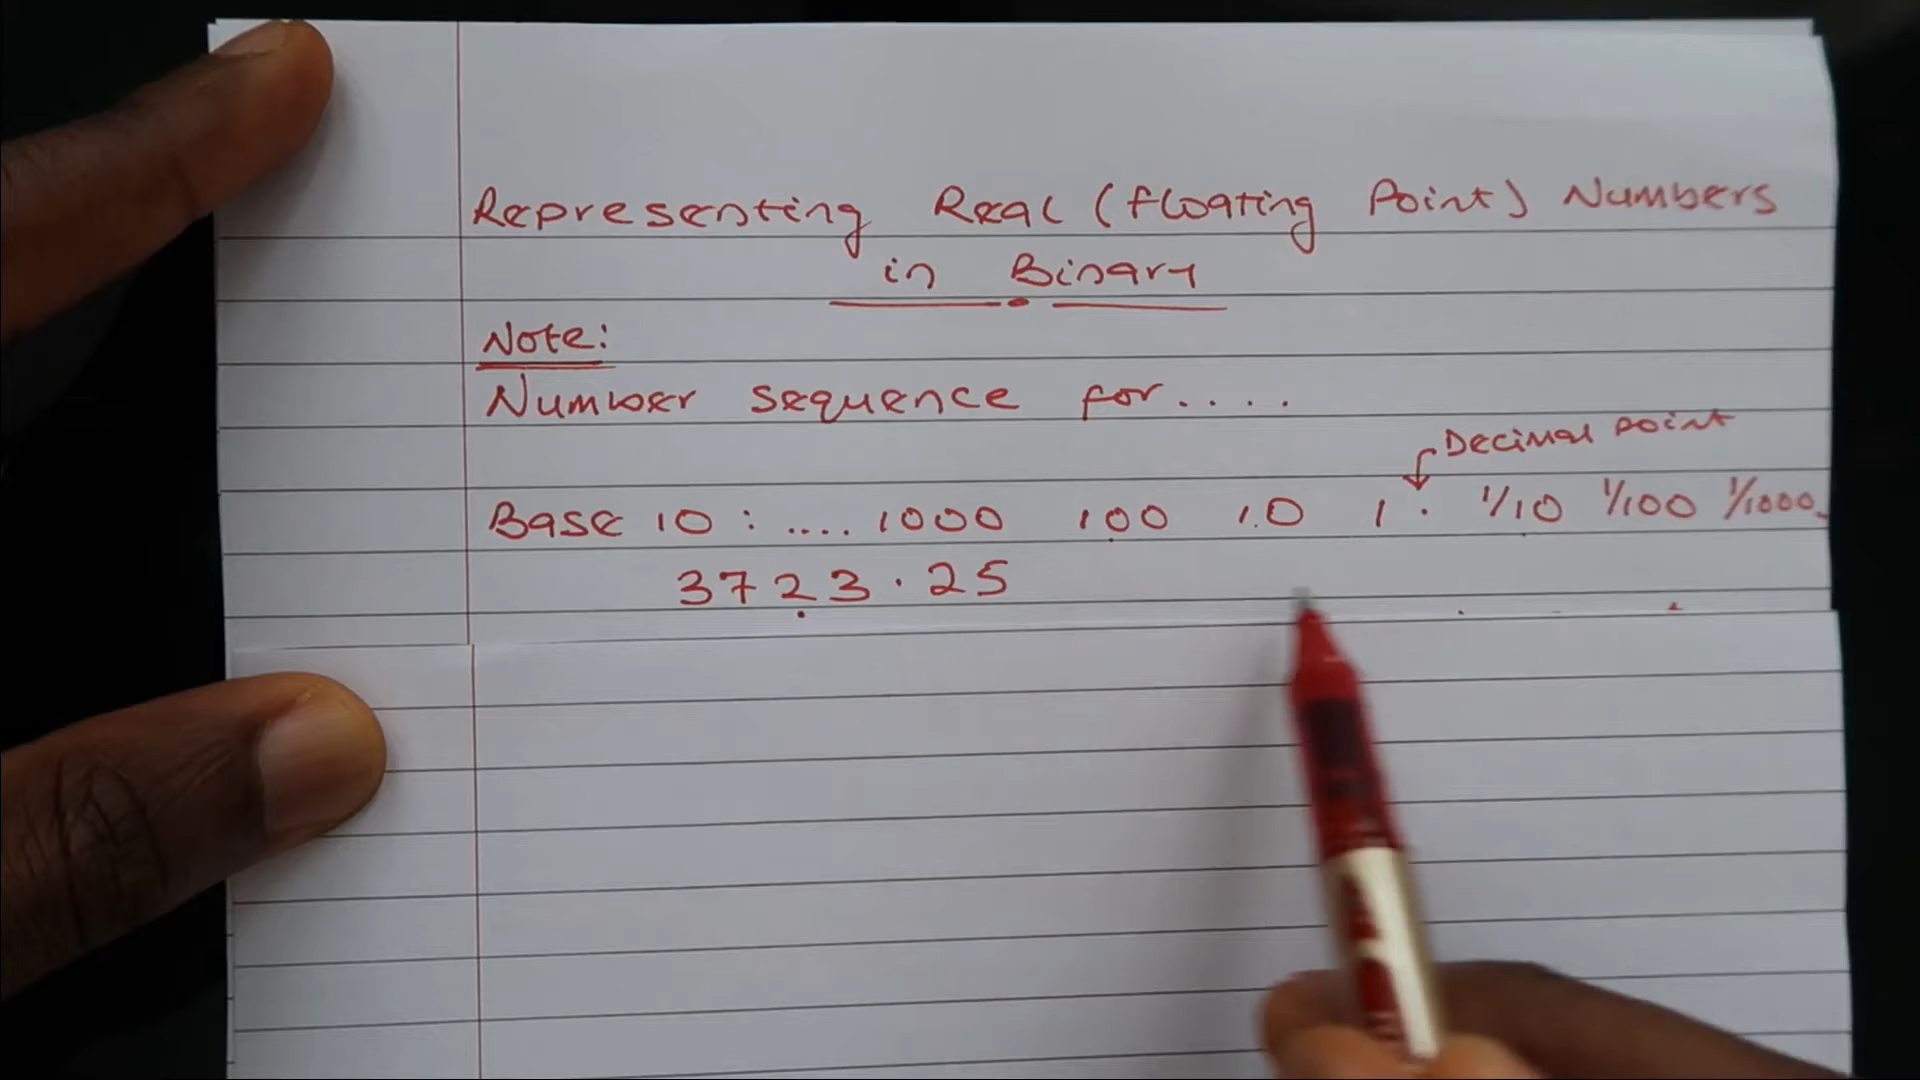 Representing Real (floating Point) Numbers
in Binary
Note:
Number sequence for....
Decimal point
Base 10 : .... 1000 100 10 1 . 1/10 1/100 1/1000
3723.25